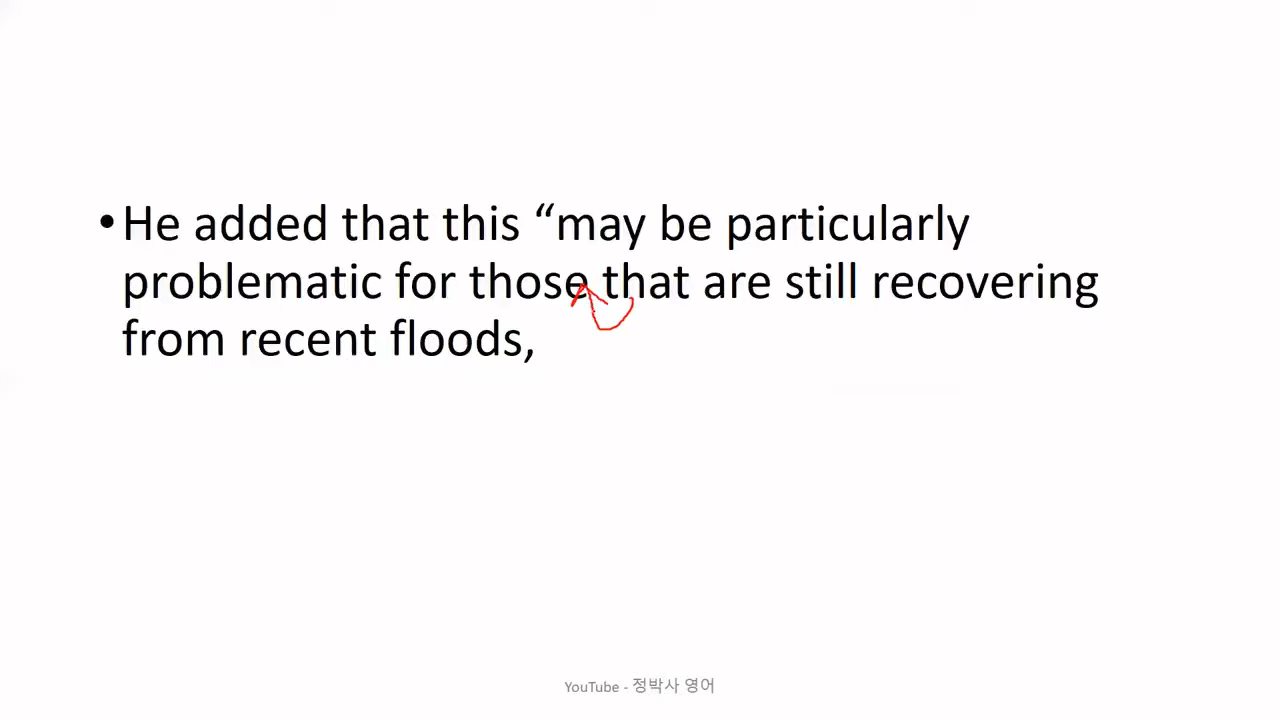 •He added that this “may be particularly
problematic for those that are still recovering
from recent floods,
YouTube - 정박사 영어